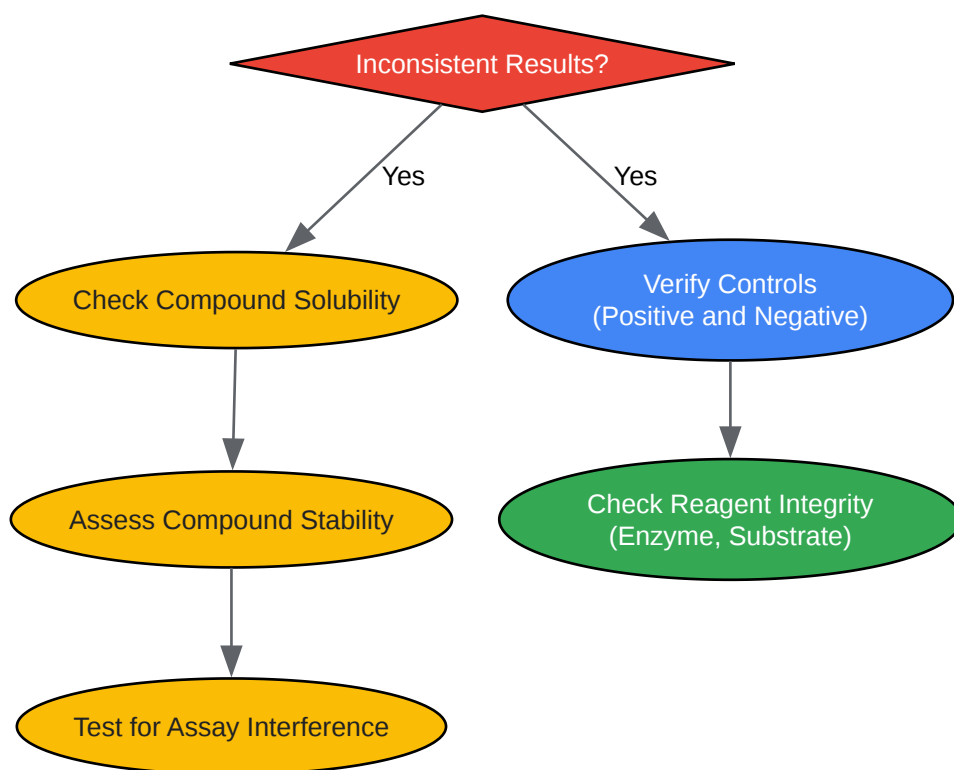 Inconsistent Results?
Yes
Yes
Check Compound Solubility
Verify Controls
(Positive and Negative)
Assess Compound Stability
Check Reagent Integrity
(Enzyme, Substrate)
Test for Assay Interference